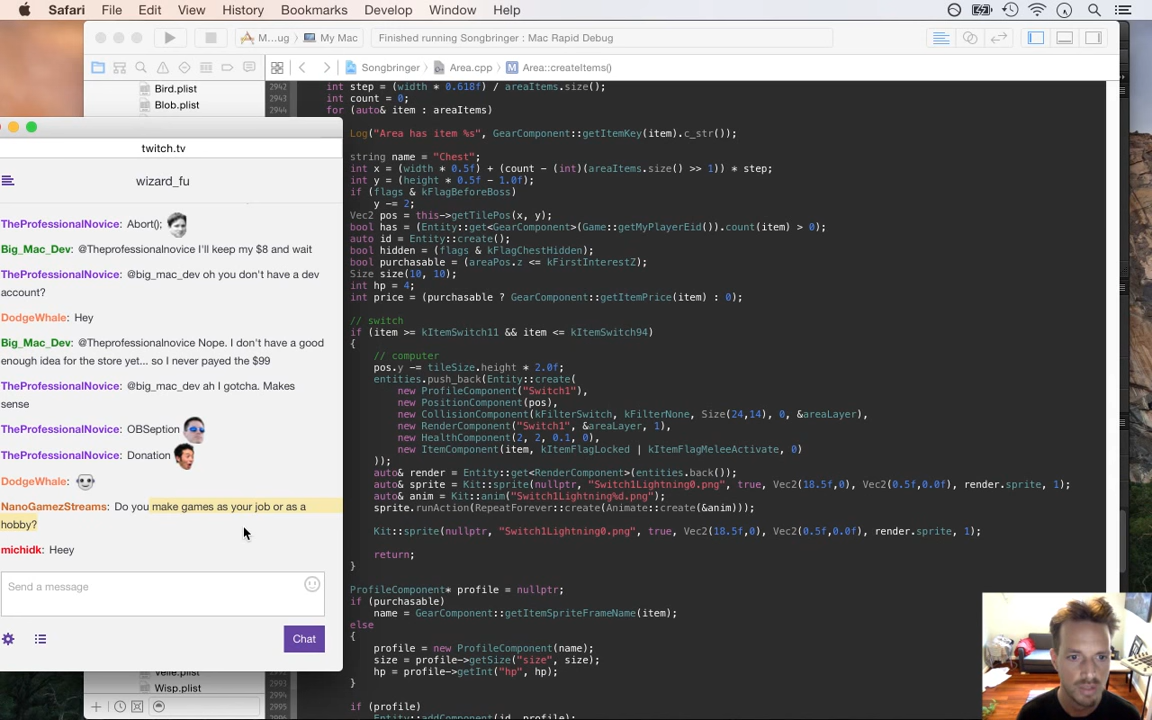 Safari File Edit View History Bookmarks Develop Window Help
M...ug My Mac Finished running Songbringer : Mac Rapid Debug
Songbringer Area.cpp Area::createItems()
Bird.plist
Blob.plist
twitch.tv
wizard_fu
TheProfessionalNovice: Abort();
Big_Mac_Dev: @Theprofessionalnovice I'll keep my $8 and wait
TheProfessionalNovice: @big_mac_dev oh you don't have a dev
account?
DodgeWhale: Hey
Big_Mac_Dev: @Theprofessionalnovice Nope. I don't have a good
enough idea for the store yet... so I never payed the $99
TheProfessionalNovice: @big_mac_dev ah I gotcha. Makes
sense
TheProfessionalNovice: OBSeption
TheProfessionalNovice: Donation
DodgeWhale:
NanoGamezStreams: Do you make games as your job or as a
hobby?
michidk: Heey
Send a message
Chat
Velle.plist
Wisp.plist
2942 int step = (width * 0.618f) / areaItems.size();
2943 int count = 0;
2944 for (auto& item : areaItems)
Log("Area has item %s", GearComponent::getItemKey(item).c_str());
string name = "Chest";
int x = (width * 0.5f) + (count - (int)(areaItems.size() >> 1)) * step;
int y = (height * 0.5f - 1.0f);
if (flags & kFlagBeforeBoss)
y -= 2;
Vec2 pos = this->getTilePos(x, y);
bool has = (Entity::get<GearComponent>(Game::getMyPlayerEid()).count(item) > 0);
auto id = Entity::create();
bool hidden = (flags & kFlagChestHidden);
bool purchasable = (areaPos.z <= kFirstInterestZ);
Size size(10, 10);
int hp = 4;
int price = (purchasable ? GearComponent::getItemPrice(item) : 0);
// switch
if (item >= kItemSwitch11 && item <= kItemSwitch94)
{
// computer
pos.y -= tileSize.height * 2.0f;
entities.push_back(Entity::create(
new ProfileComponent("Switch1"),
new PositionComponent(pos),
new CollisionComponent(kFilterSwitch, kFilterNone, Size(24,14), 0, &areaLayer),
new RenderComponent("Switch1", &areaLayer, 1),
new HealthComponent(2, 2, 0.1, 0),
new ItemComponent(item, kItemFlagLocked | kItemFlagMeleeActivate, 0)
));
auto& render = Entity::get<RenderComponent>(entities.back());
auto& sprite = Kit::sprite(nullptr, "Switch1Lightning0.png", true, Vec2(18.5f,0), Vec2(0.5f,0.0f), render.sprite, 1);
auto& anim = Kit::anim("Switch1Lightning%d.png");
sprite.runAction(RepeatForever::create(Animate::create(&anim)));
Kit::sprite(nullptr, "Switch1Lightning0.png", true, Vec2(18.5f,0), Vec2(0.5f,0.0f), render.sprite, 1);
return;
}
ProfileComponent* profile = nullptr;
if (purchasable)
name = GearComponent::getItemSpriteFrameName(item);
else
{
profile = new ProfileComponent(name);
size = profile->getSize("size", size);
hp = profile->getInt("hp", hp);
2993 }
2994
2995 if (profile)
Entity::addComponent(id, profile);